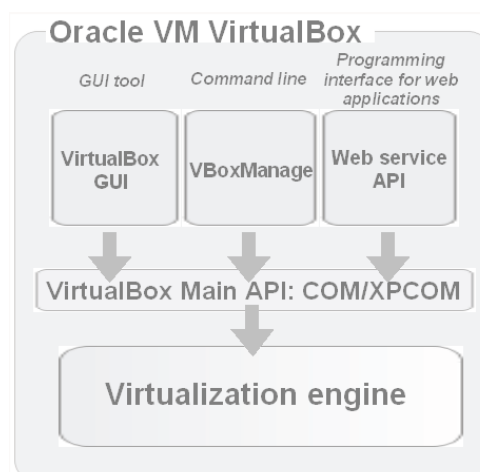 Oracle VM VirtualBox
GUI tool
Command line
Programming
interface for web
applications
VirtualBox
GUI
VBoxManage
Web service
API
VirtualBox Main API: COM/XPCOM
Virtualization engine